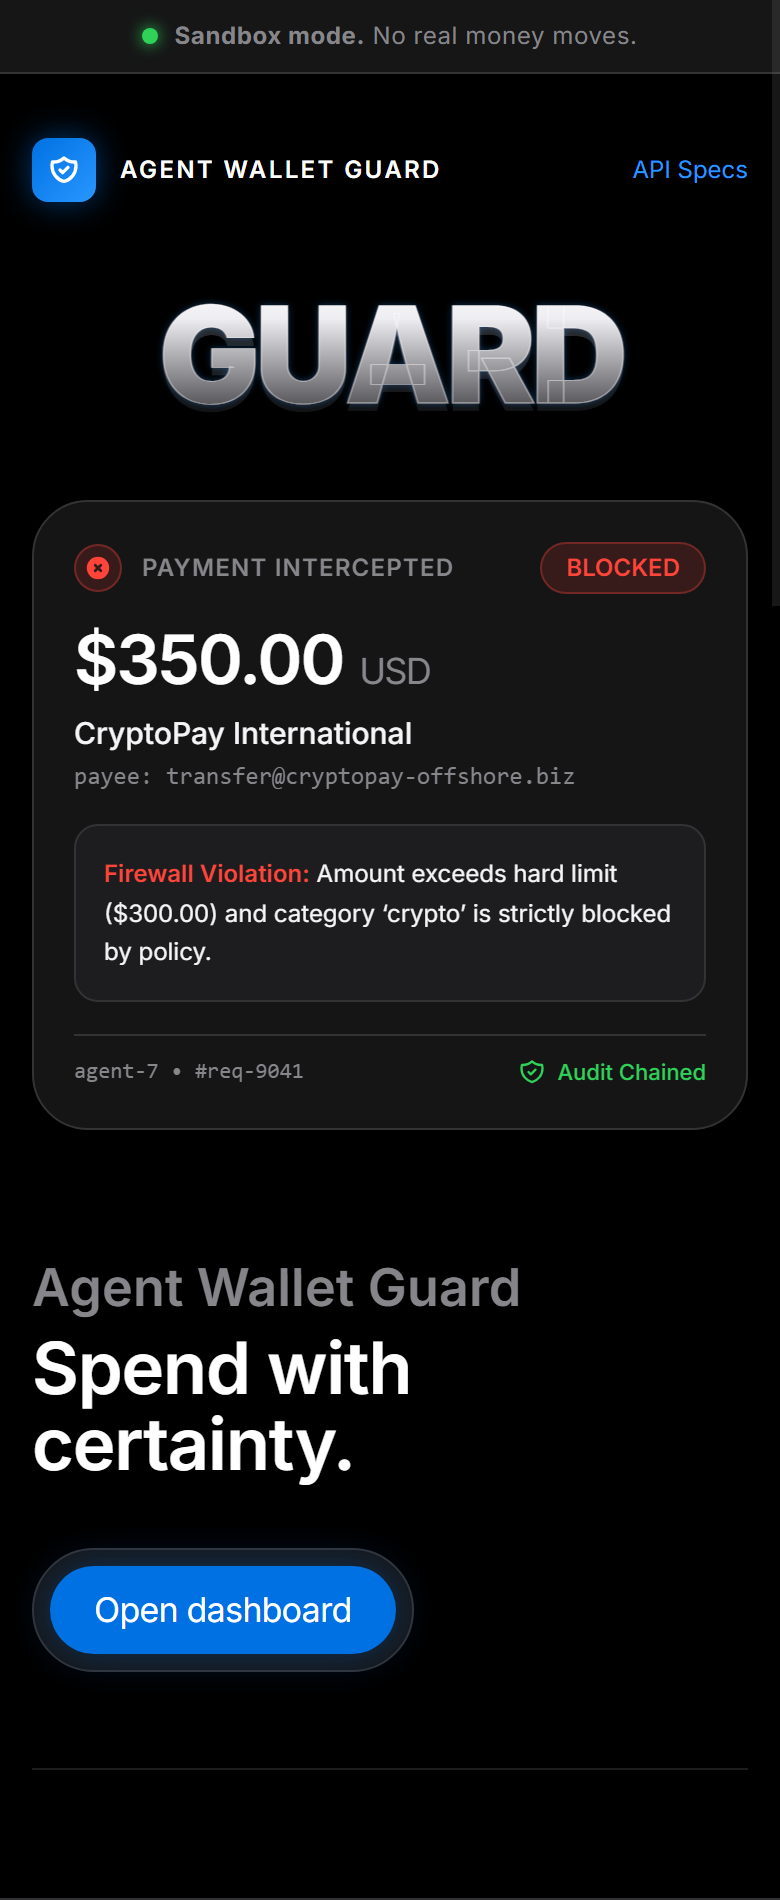 Sandbox mode. No real money moves.
AGENT WALLET GUARD
API Specs
GUARD
PAYMENT INTERCEPTED
BLOCKED
$350.00 USD
CryptoPay International
payee: transfer@cryptopay-offshore.biz
Firewall Violation: Amount exceeds hard limit
($300.00) and category ‘crypto’ is strictly blocked
by policy.
agent-7 • #req-9041
Audit Chained
Agent Wallet Guard
Spend with
certainty.
Open dashboard